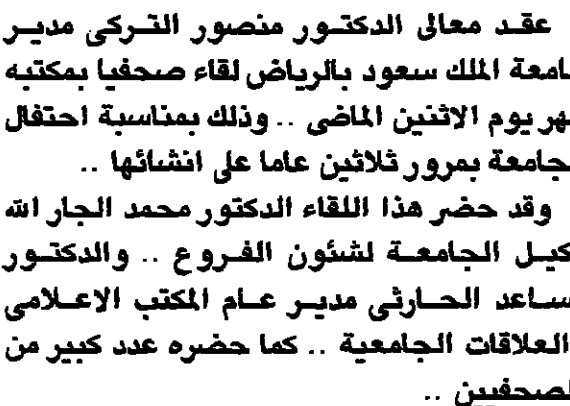 عقد معالى الدكتور منصور التركى مدير
امعة الملك سعود بالرياض لقاء صحفيا بمكتبه
هر يوم الاثنين الماضى .. وذلك بمناسبة احتفال
جامعة بمرور ثلاثين عاما على انشائها ..
وقد حضر هذا اللقاء الدكتور محمد الجار الله
كيل الجامعة لشئون الفروع .. والدكتور
ساعد الحارثى مدير عام المكتب الاعلامى
العلاقات الجامعية .. كما حضره عدد كبير من
لصحفيين ..